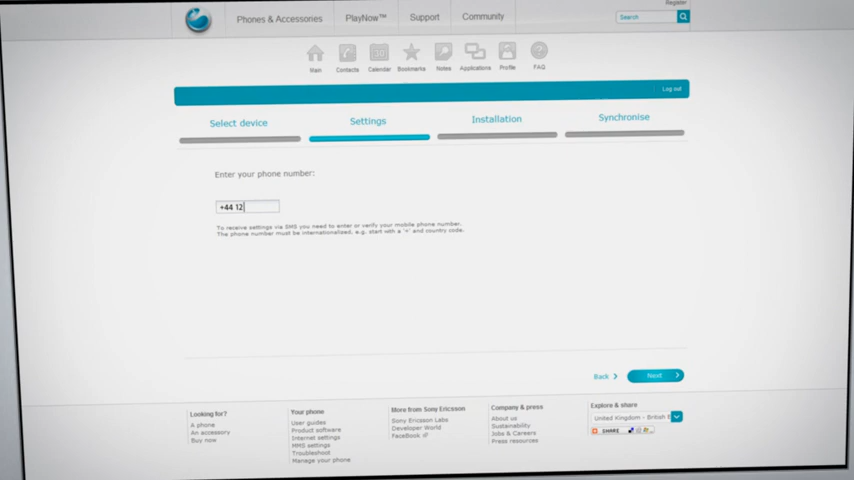 Register
Phones & Accessories PlayNow™ Support Community Search
Main Contacts Calendar Bookmarks Notes Applications Profile FAQ
Log out
Select device Settings Installation Synchronise
Enter your phone number:
+44 12
To receive settings via SMS you need to enter or verify your mobile phone number.
The phone number must be internationalized, e.g. start with a '+' and country code.
Back Next
Looking for?
A phone
An accessory
Buy now
Your phone
User guides
Product software
Internet settings
MMS settings
Troubleshoot
Manage your phone
More from Sony Ericsson
Sony Ericsson Labs
Developer World
FaceBook
Company & press
About us
Sustainability
Jobs & Careers
Press resources
Explore & share
United Kingdom - British E
SHARE